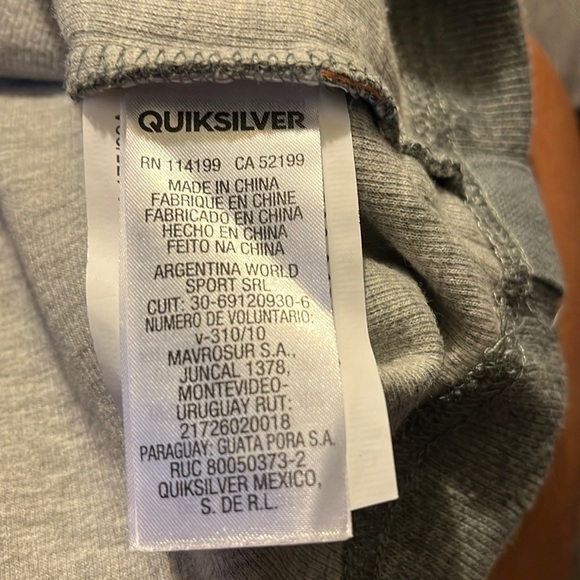 QUIKSILVER
RN 114199 CA 52199
MADE IN CHINA
FABRIQUE EN CHINE
FABRICADO EN CHINA
HECHO EN CHINA
FEITO NA CHINA
ARGENTINA WORLD
SPORT SRL
CUIT: 30-69120930-6
NUMERO DE VOLUNTARIO:
v-310/10
MAVROSUR S.A.,
JUNCAL 1378,
MONTEVIDEO-
URUGUAY RUT:
21726020018
PARAGUAY: GUATA PORA S.A.
RUC 80050373-2
QUIKSILVER MEXICO,
S. DE R.L.